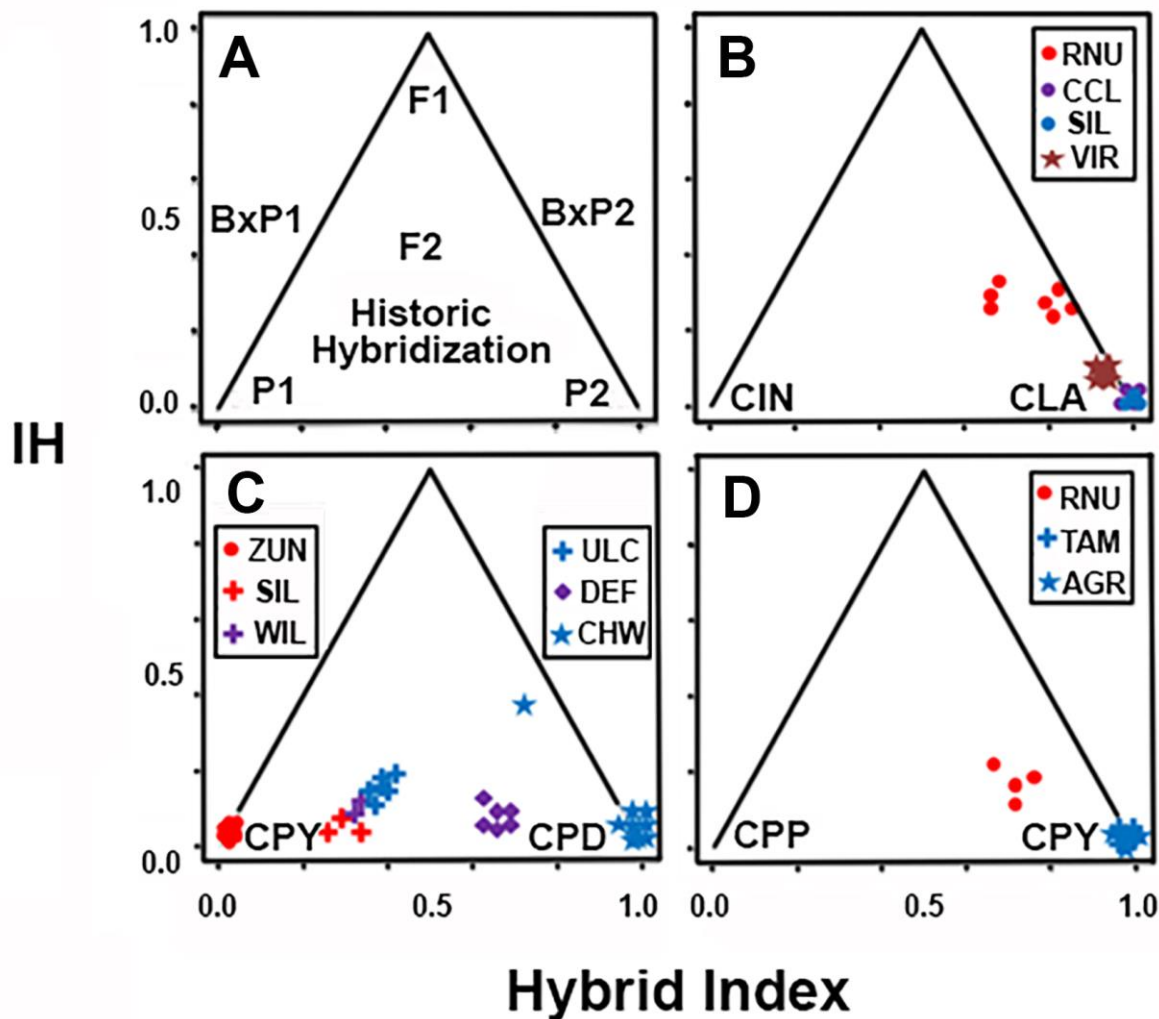 1.0
A
F1
0.5
BxP1
BxP2
F2
Historic
Hybridization
0.0
P1
P2
B
RNU
CCL
SIL
VIR
CIN
CLA
IH
C
1.0
ZUN
SIL
WIL
ULC
DEF
CHW
0.5
CPY
CPD
0.0
0.0
0.5
1.0
D
RNU
TAM
AGR
CPP
CPY
0.0
0.5
1.0
Hybrid Index